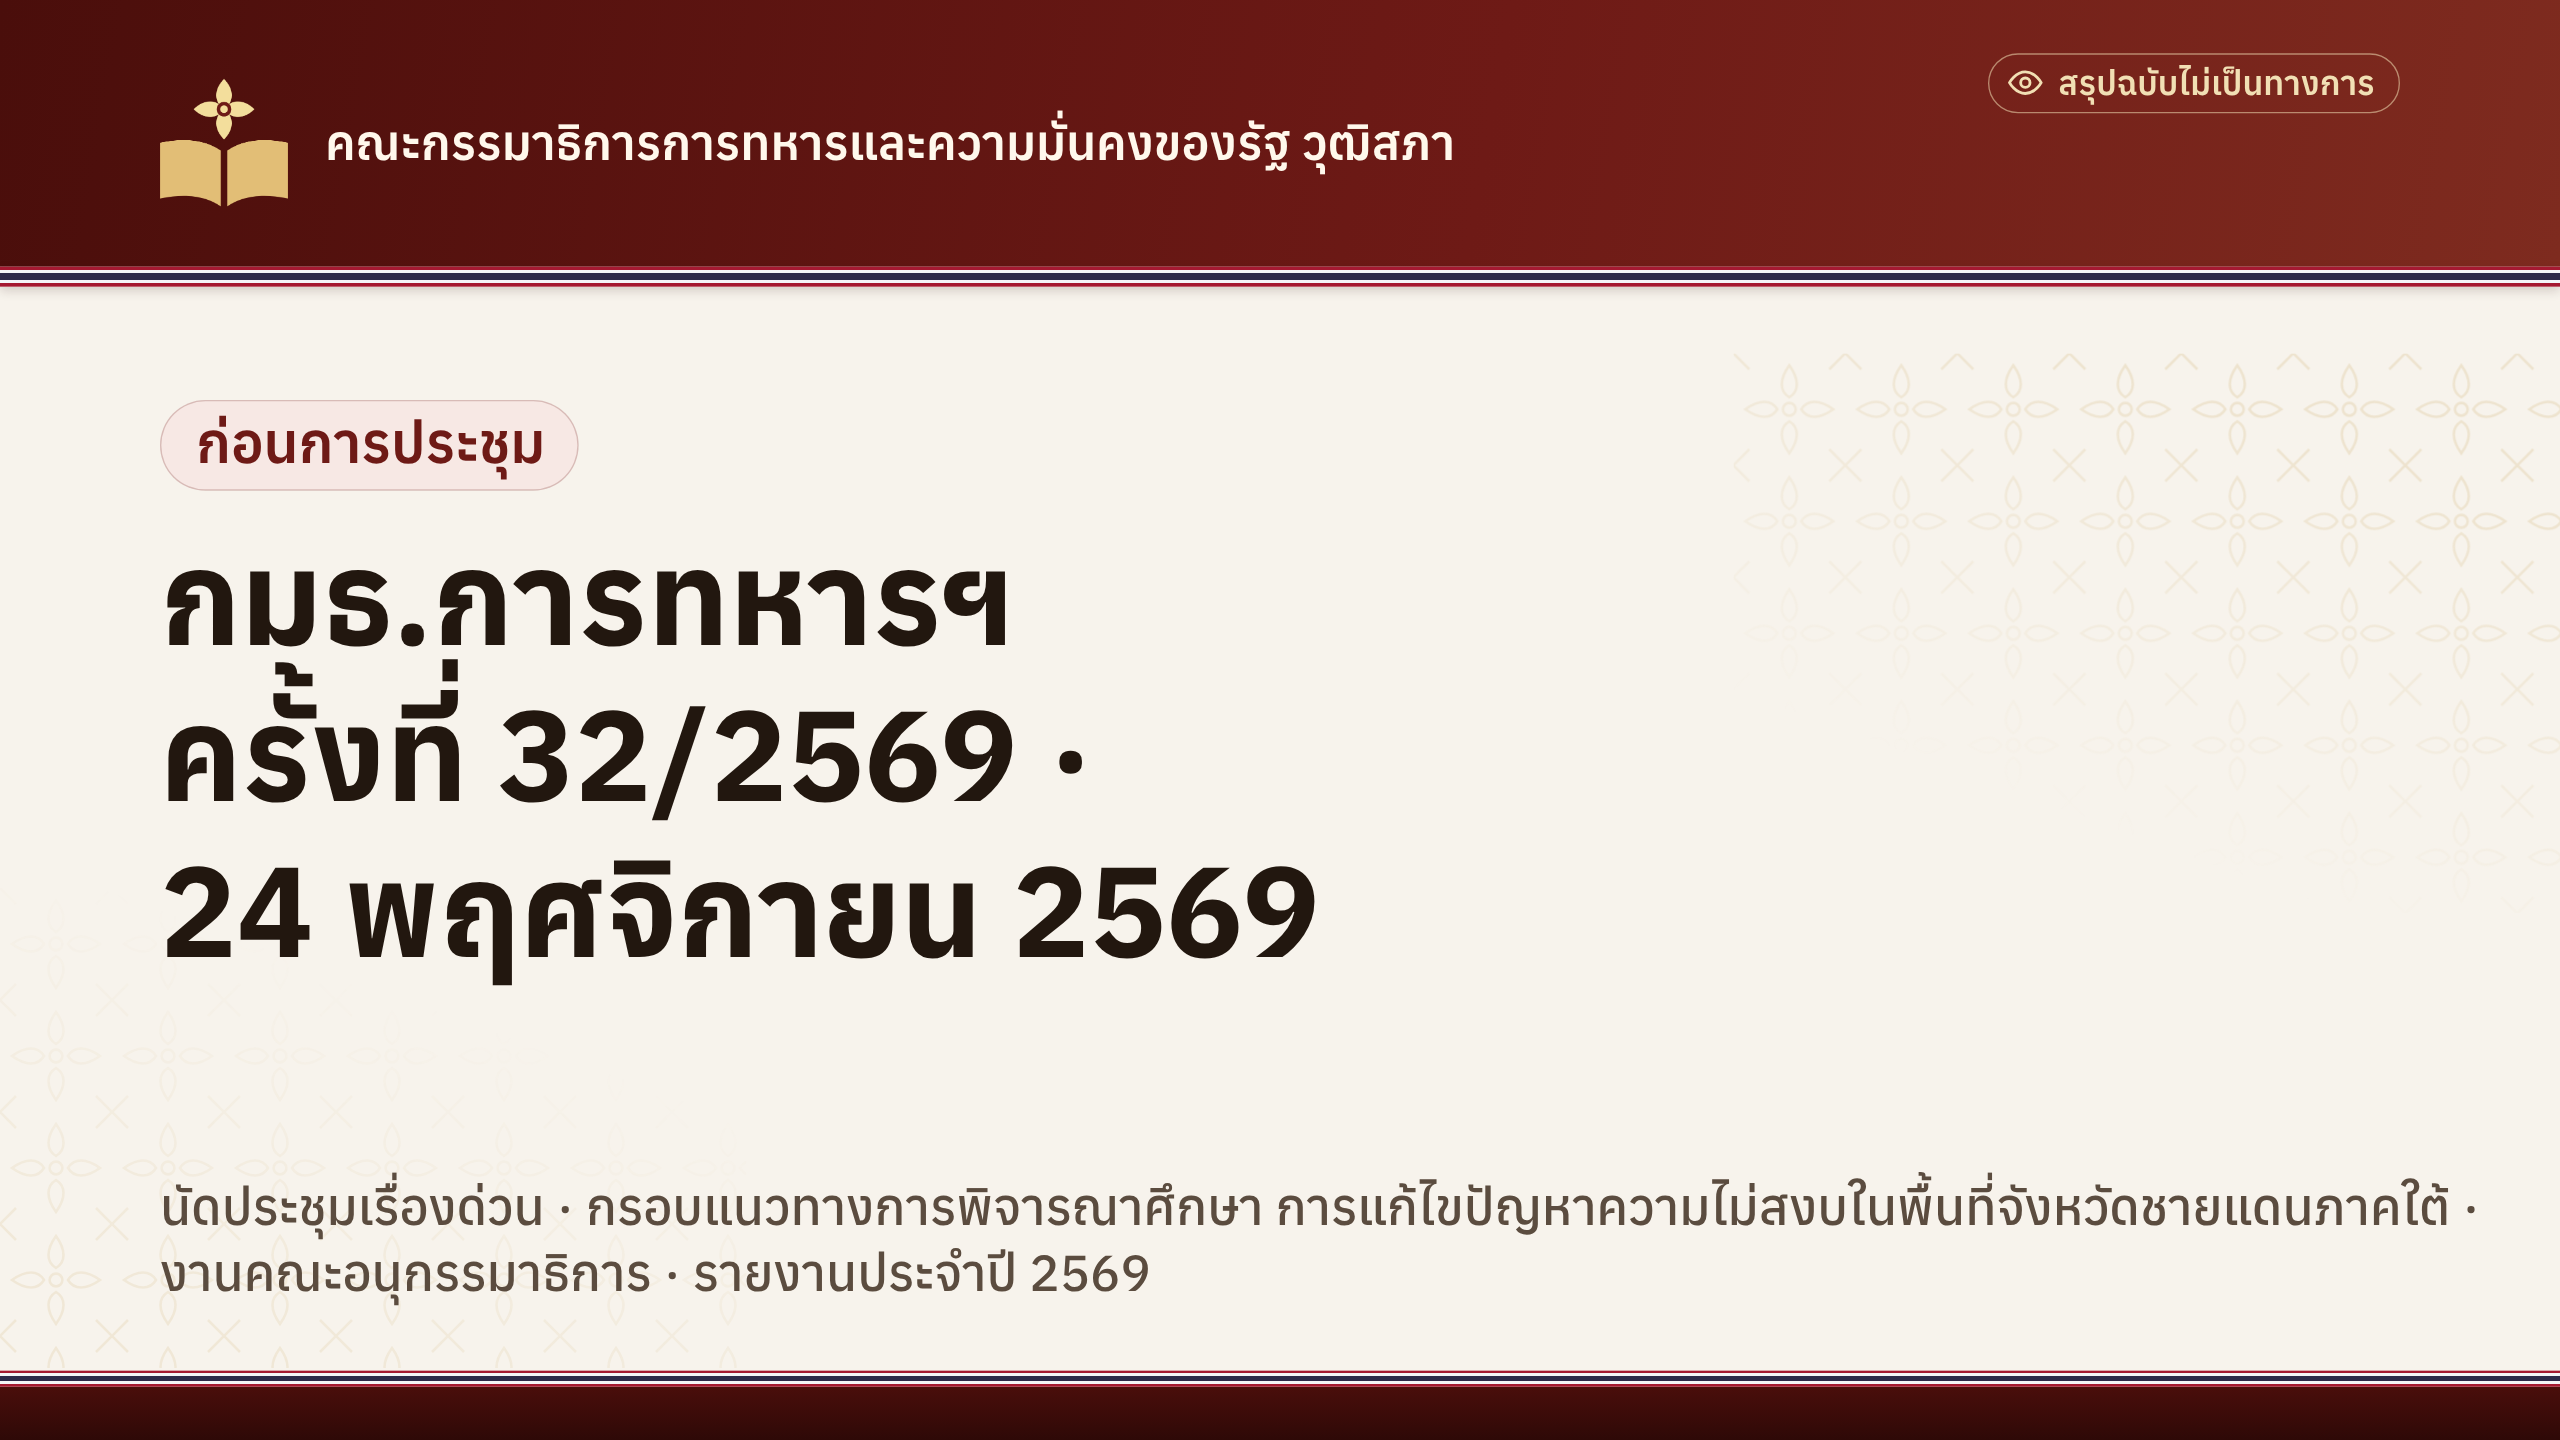 คณะกรรมาธิการการทหารและความมั่นคงของรัฐ วุฒิสภา
สรุปฉบับไม่เป็นทางการ
ก่อนการประชุม
กมธ.การทหารฯ
ครั้งที่ 32/2569 ·
24 พฤศจิกายน 2569
นัดประชุมเรื่องด่วน · กรอบแนวทางการพิจารณาศึกษา การแก้ไขปัญหาความไม่สงบในพื้นที่จังหวัดชายแดนภาคใต้ ·
งานคณะอนุกรรมาธิการ · รายงานประจำปี 2569